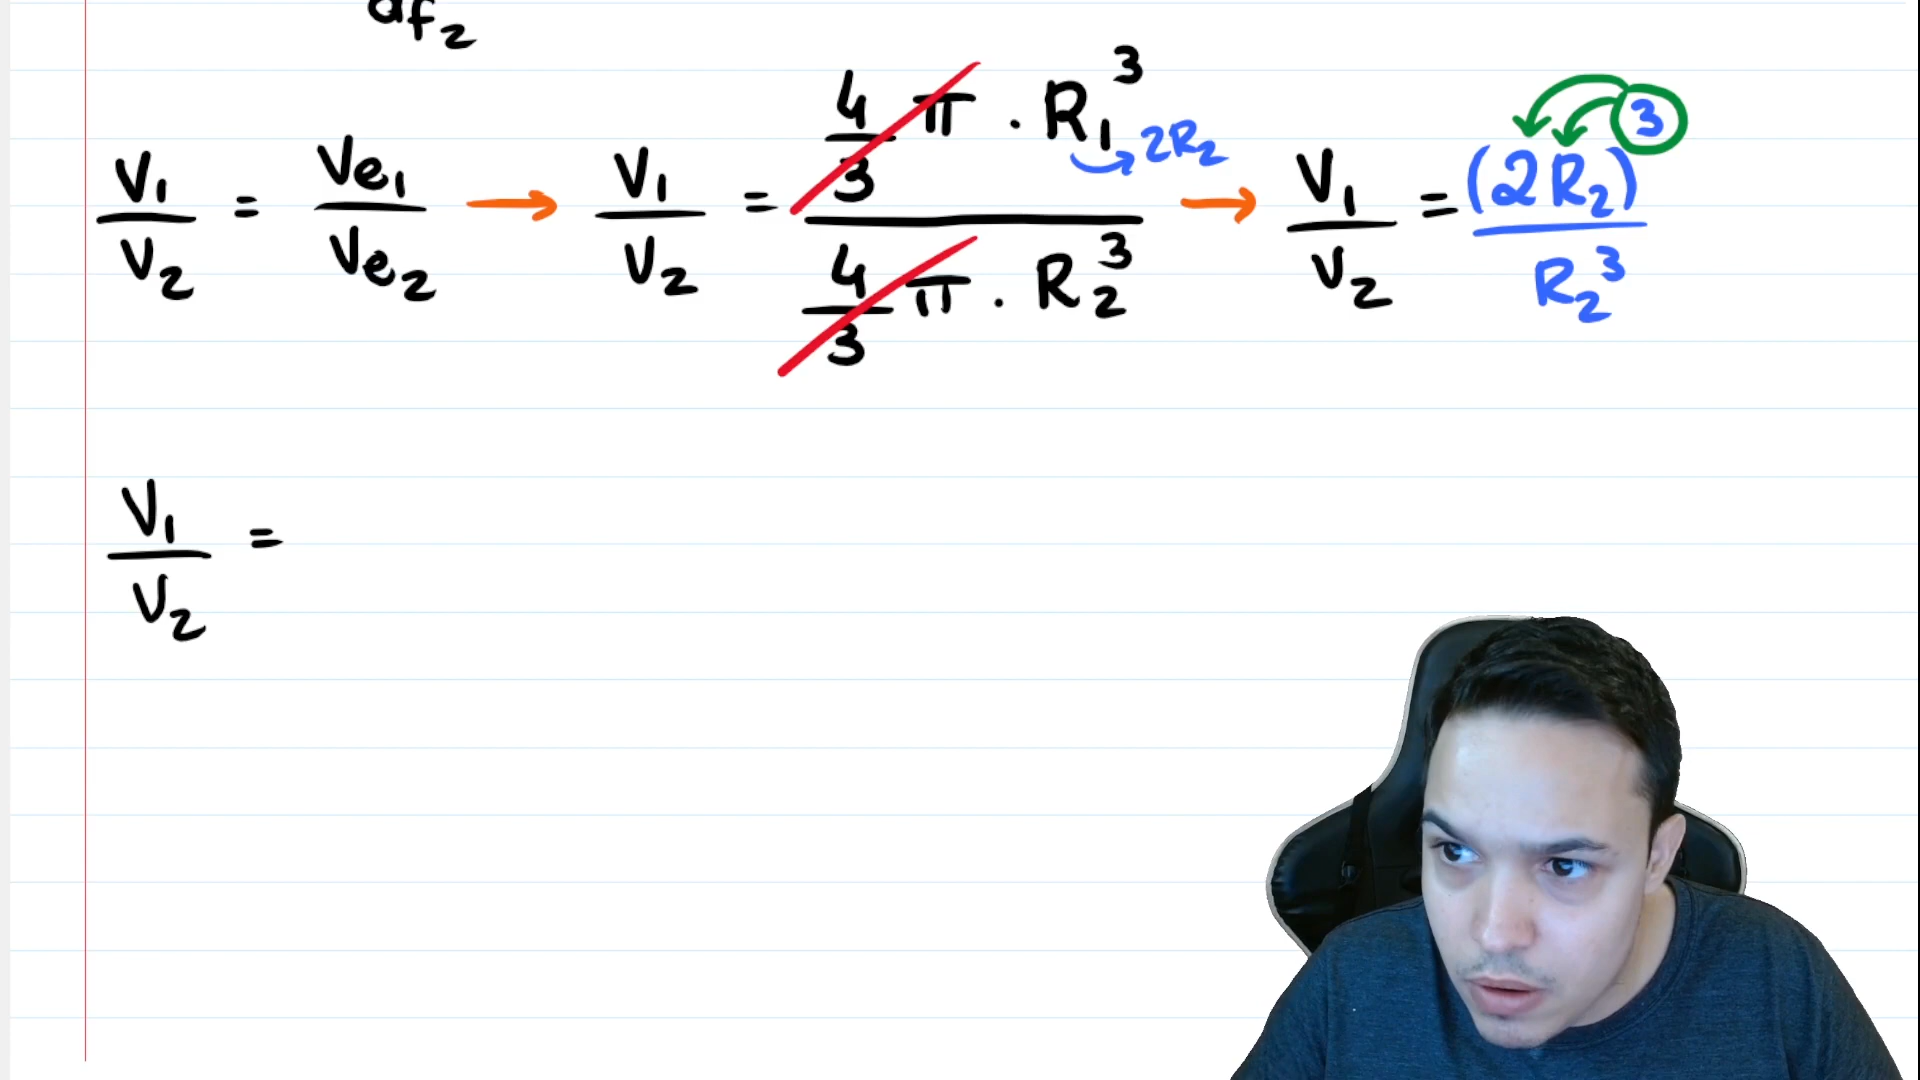 df₂
V₁/V₂ = Ve₁/Ve₂ → V₁/V₂ = (4/3 π . R₁³)/(4/3 π . R₂³) 2R₂ → V₁/V₂ = (2R₂)³/R₂³
V₁/V₂ =